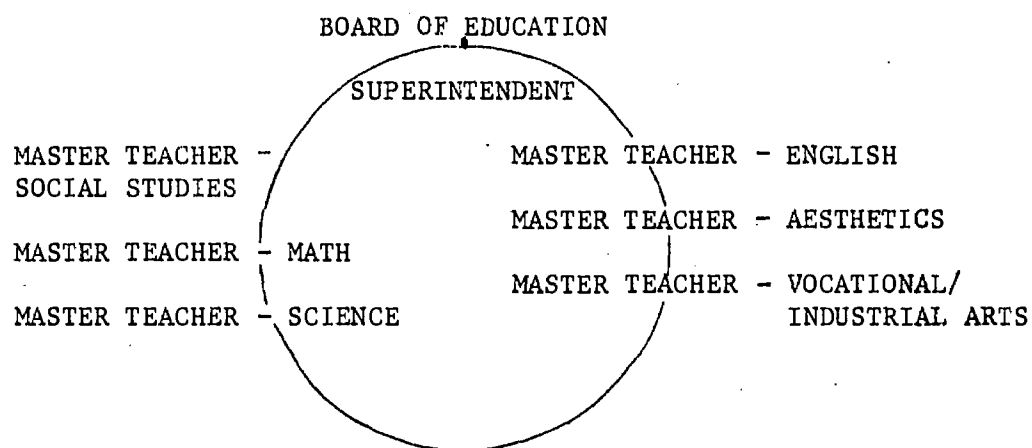 BOARD OF EDUCATION
SUPERINTENDENT
MASTER TEACHER -
SOCIAL STUDIES
MASTER TEACHER - MATH
MASTER TEACHER - SCIENCE
MASTER TEACHER - ENGLISH
MASTER TEACHER - AESTHETICS
MASTER TEACHER - VOCATIONAL/
INDUSTRIAL ARTS